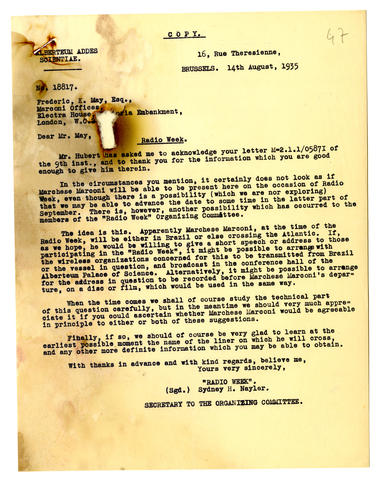 COPY.
47
ALBERTEUM ADDES
SCIENTIAE.
16, Rue Theresienne,
BRUSSELS. 14th August, 1935
No. 18817.
Frederic K. May, Esq.,
Marconi Offices,
Electra House, Embankment,
London, W.C.
Dear Mr. May,
Radio Week.
Mr. Hubert has asked me to acknowledge your letter M-2.1.1/0587I of
the 9th inst., and to thank you for the information which you are good
enough to give him therein.
In the circumstances you mention, it certainly does not look as if
Marchese Marconi will be able to be present here on the occasion of Radio
Week, even though there is a possibility (which we are now exploring)
that we may be able to advance the date to some time in the latter part of
September. There is, however, another possibility which has occurred to the
members of the "Radio Week" Organizing Committee.
The idea is this. Apparently Marchese Marconi, at the time of the
Radio Week, will be either in Brazil or else crossing the Atlantic. If,
as we hope, he would be willing to give a short speech or address to those
participating in the "Radio Week", it might be possible to arrange with
the wireless organizations concerned for this to be transmitted from Brazil
or the vessel in question, and broadcast in the conference hall of the
Alberteum Palace of Science. Alternatively, it might be possible to arrange
for the address in question to be recorded before Marchese Marconi's depar-
ture, on a disc or film, which would be used in the same way.
When the time comes we shall of course study the technical part
of this question carefully, but in the meantime we should very much appre-
ciate it if you could ascertain whether Marchese Marconi would be agreeable
in principle to either or both of these suggestions.
Finally, if so, we should of course be very glad to learn at the
earliest possible moment the name of the liner on which he will cross,
and any other more definite information which you may be able to obtain.
With thanks in advance and with kind regards, believe me,
Yours very sincerely,
"RADIO WEEK".
(Sgd.) Sydney H. Nayler.
SECRETARY TO THE ORGANIZING COMMITTEE.